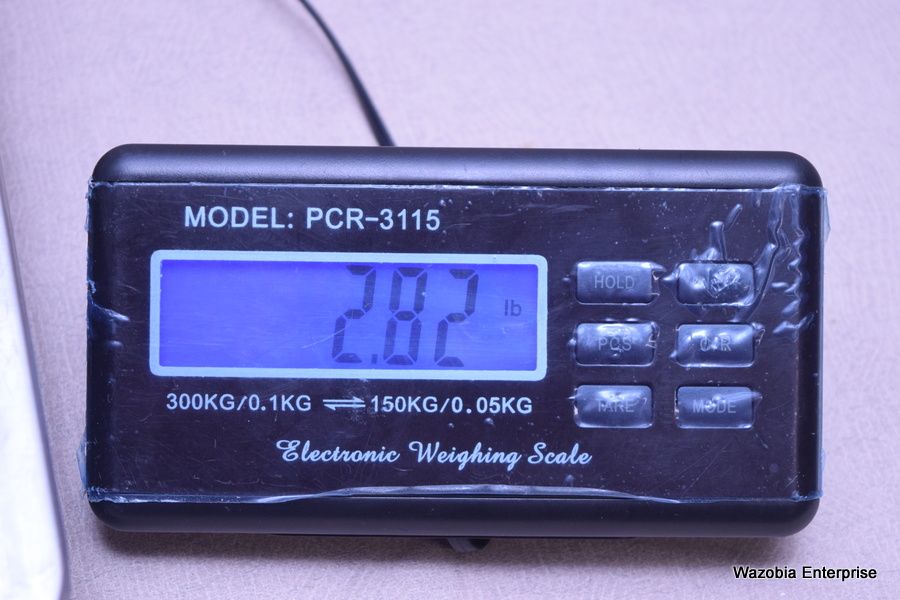 MODEL: PCR-3115
2.82 lb
HOLD
PCS
TARE MODE
300KG/0.1KG ⇌ 150KG/0.05KG
Electronic Weighing Scale
Wazobia Enterprise